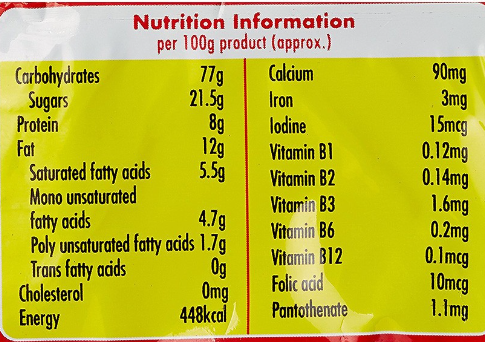 Nutrition Information
per 100g product (approx.)
Carbohydrates 77g
Sugars 21.5g
Protein 8g
Fat 12g
Saturated fatty acids 5.5g
Mono unsaturated
fatty acids 4.7g
Poly unsaturated fatty acids 1.7g
Trans fatty acids 0g
Cholesterol 0mg
Energy 448kcal
Calcium 90mg
Iron 3mg
Iodine 15mcg
Vitamin B1 0.12mg
Vitamin B2 0.14mg
Vitamin B3 1.6mg
Vitamin B6 0.2mg
Vitamin B12 0.1mcg
Folic acid 10mcg
Pantothenate 1.1mg